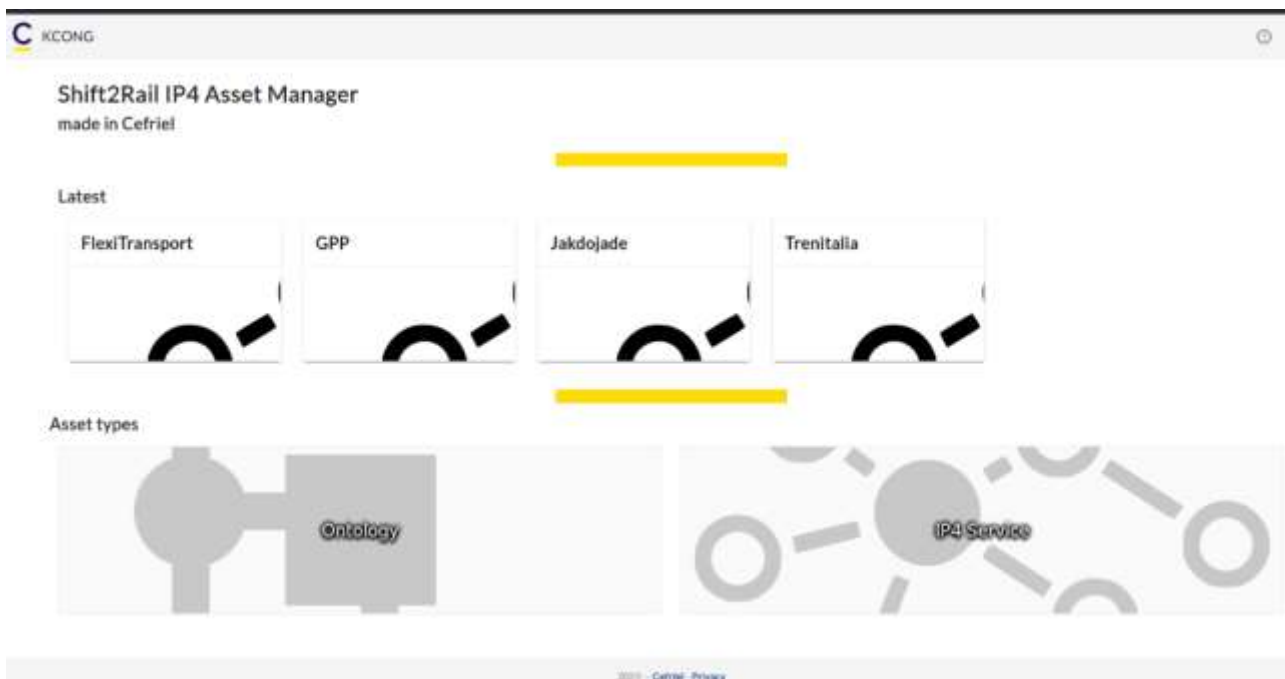 C KCONG
Shift2Rail IP4 Asset Manager
made in Cefriel
Latest
FlexiTransport GPP Jakdojade Trenitalia
Asset types
Ontology IP4 Service
Cefriel Privacy